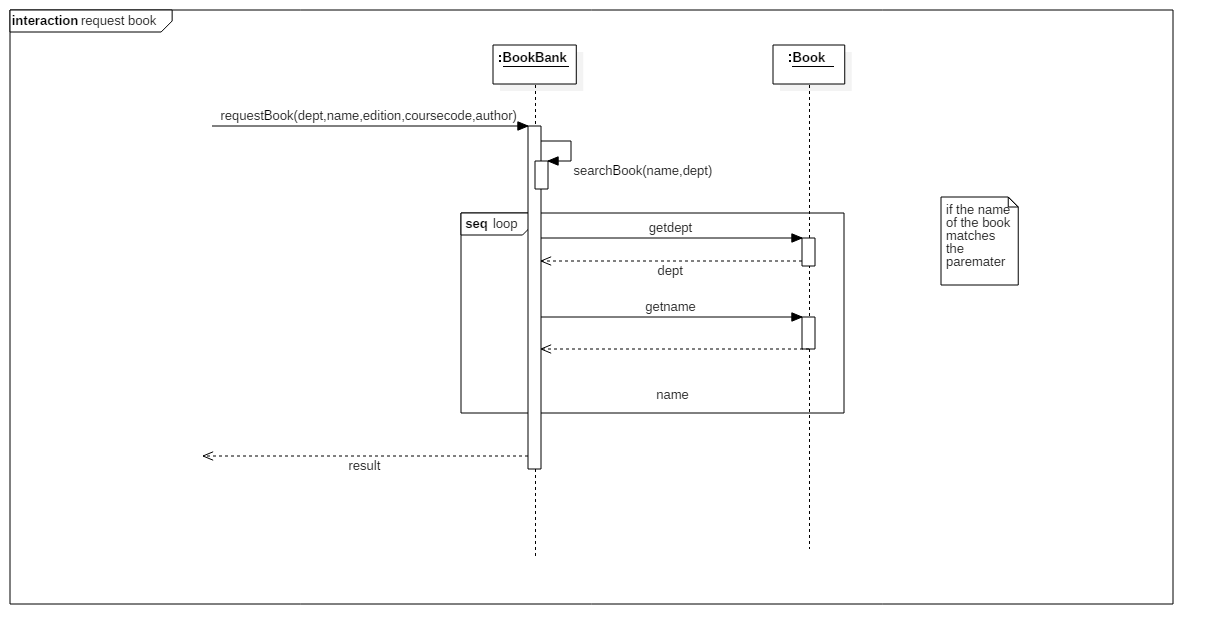 interaction request book
:BookBank
:Book
requestBook(dept,name,edition,coursecode,author)
searchBook(name,dept)
seq loop
getdept
dept
getname
name
result
if the name
of the book
matches
the
paremater